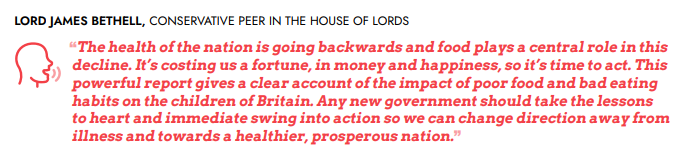 LORD JAMES BETHELL, CONSERVATIVE PEER IN THE HOUSE OF LORDS
“The health of the nation is going backwards and food plays a central role in this
decline. It’s costing us a fortune, in money and happiness, so it’s time to act. This
powerful report gives a clear account of the impact of poor food and bad eating
habits on the children of Britain. Any new government should take the lessons
to heart and immediate swing into action so we can change direction away from
illness and towards a healthier, prosperous nation.”